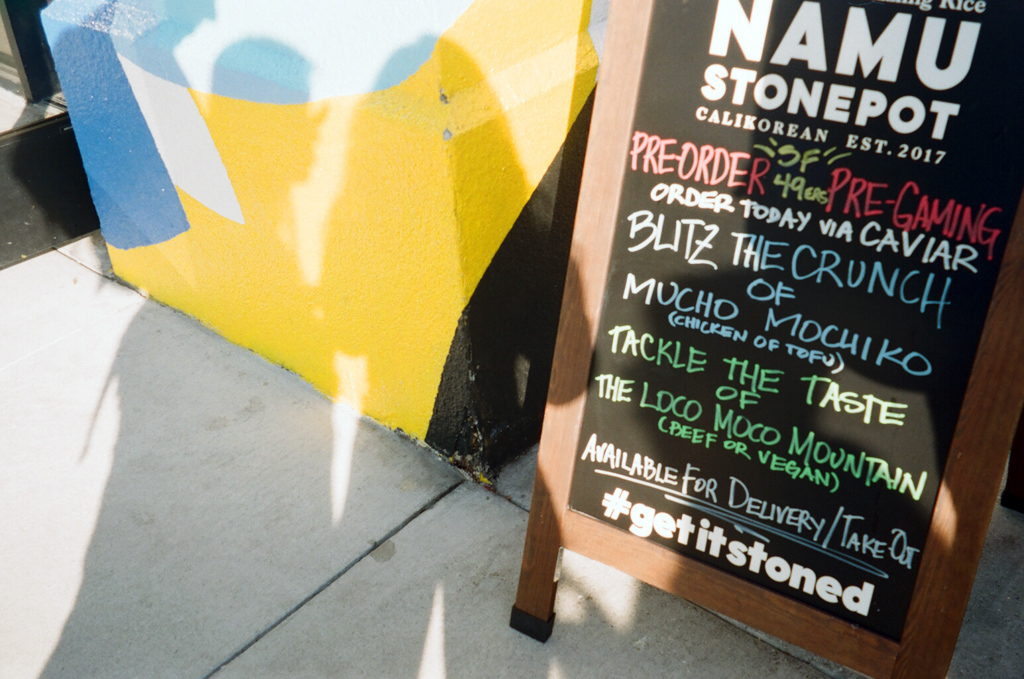 Rice
NAMU
STONEPOT
CALIKOREAN EST. 2017
PRE-ORDER SF 49ERS PRE-GAMING
ORDER TODAY VIA CAVIAR
BLITZ THE CRUNCH
OF
MUCHO MOCHIKO
(CHICKEN OF TOFU)
TACKLE THE TASTE
OF
THE LOCO MOCO MOUNTAIN
(BEEF OR VEGAN)
AVAILABLE FOR DELIVERY/TAKE OUT
#getitstoned